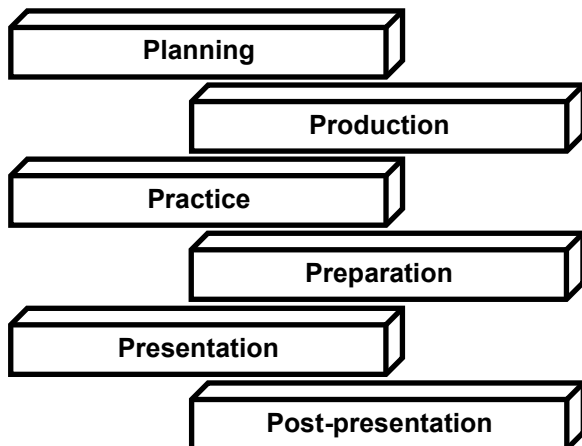 Planning
Production
Practice
Preparation
Presentation
Post-presentation